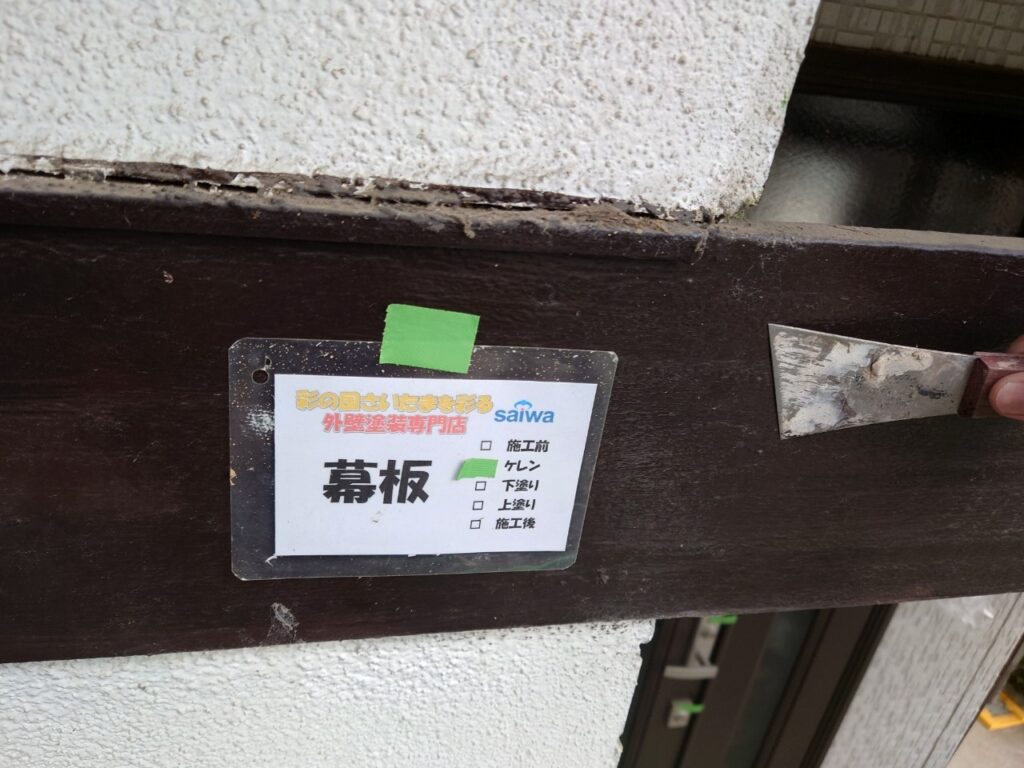 彩の国さいたまを彩る
外壁塗装専門店
saiwa
幕板
□ 施工前
ケレン
□ 下塗り
□ 上塗り
□ 施工後